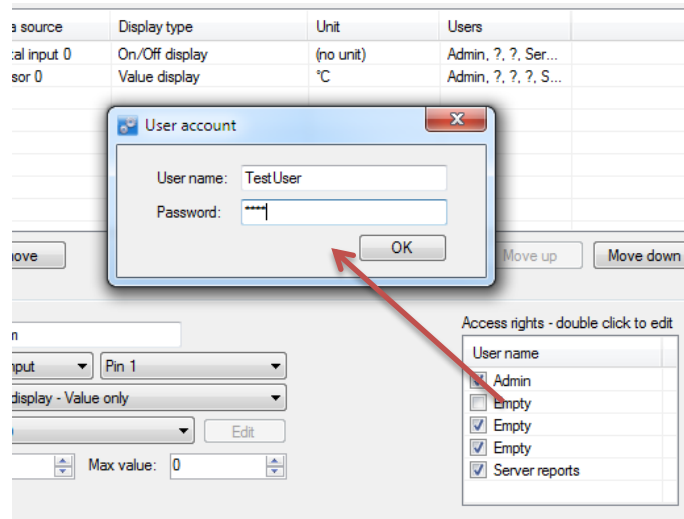 a source Display type Unit Users
tal input 0 On/Off display (no unit) Admin, ?, ?, Ser...
sor 0 Value display °C Admin, ?, ?, ?, S...
User account
User name: TestUser
Password: ****
OK
ove Move up Move down
Access rights - double click to edit
m
User name
nput Pin 1
Admin
display - Value only
Empty
Empty
Edit
Empty
Max value: 0
Server reports